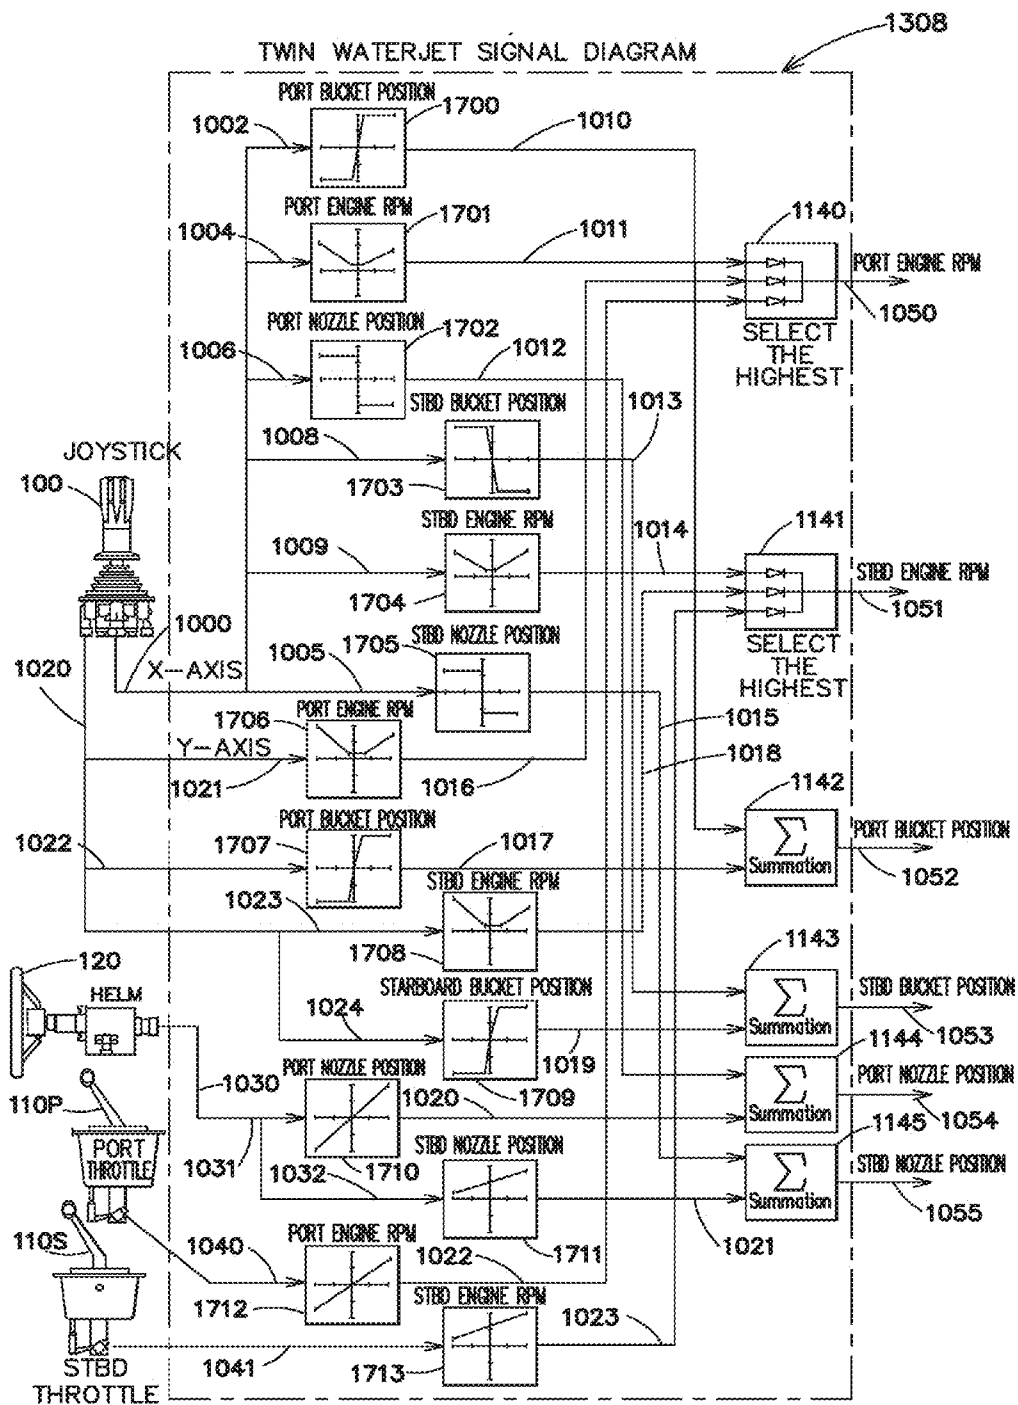 1308
TWIN WATERJET SIGNAL DIAGRAM
PORT BUCKET POSITION
1700
1002
1010
PORT ENGINE RPM
1701
1004
1011
1140
PORT ENGINE RPM
1050
SELECT
THE
HIGHEST
PORT NOZZLE POSITION
1702
1006
1012
STBD BUCKET POSITION
1013
1008
1703
JOYSTICK
100
STBD ENGINE RPM
1009
1014
1704
1141
STBD ENGINE RPM
1051
SELECT
THE
HIGHEST
1000
X-AXIS
STBD NOZZLE POSITION
1705
1005
1020
PORT ENGINE RPM
1706
Y-AXIS
1021
1016
1015
1018
1142
PORT BUCKET POSITION
1707
1022
1017
Σ
Summation
PORT BUCKET POSITION
1052
STBD ENGINE RPM
1023
1708
120
HELM
STARBOARD BUCKET POSITION
1024
1019
1709
1143
Σ
Summation
STBD BUCKET POSITION
1053
1144
PORT NOZZLE POSITION
1030
1020
110P
PORT
THROTTLE
1031
1710
Σ
Summation
PORT NOZZLE POSITION
1054
1145
STBD NOZZLE POSITION
1032
1711
Σ
Summation
STBD NOZZLE POSITION
1055
1021
110S
PORT ENGINE RPM
1040
1022
1712
STBD ENGINE RPM
1023
1041
1713
STBD
THROTTLE